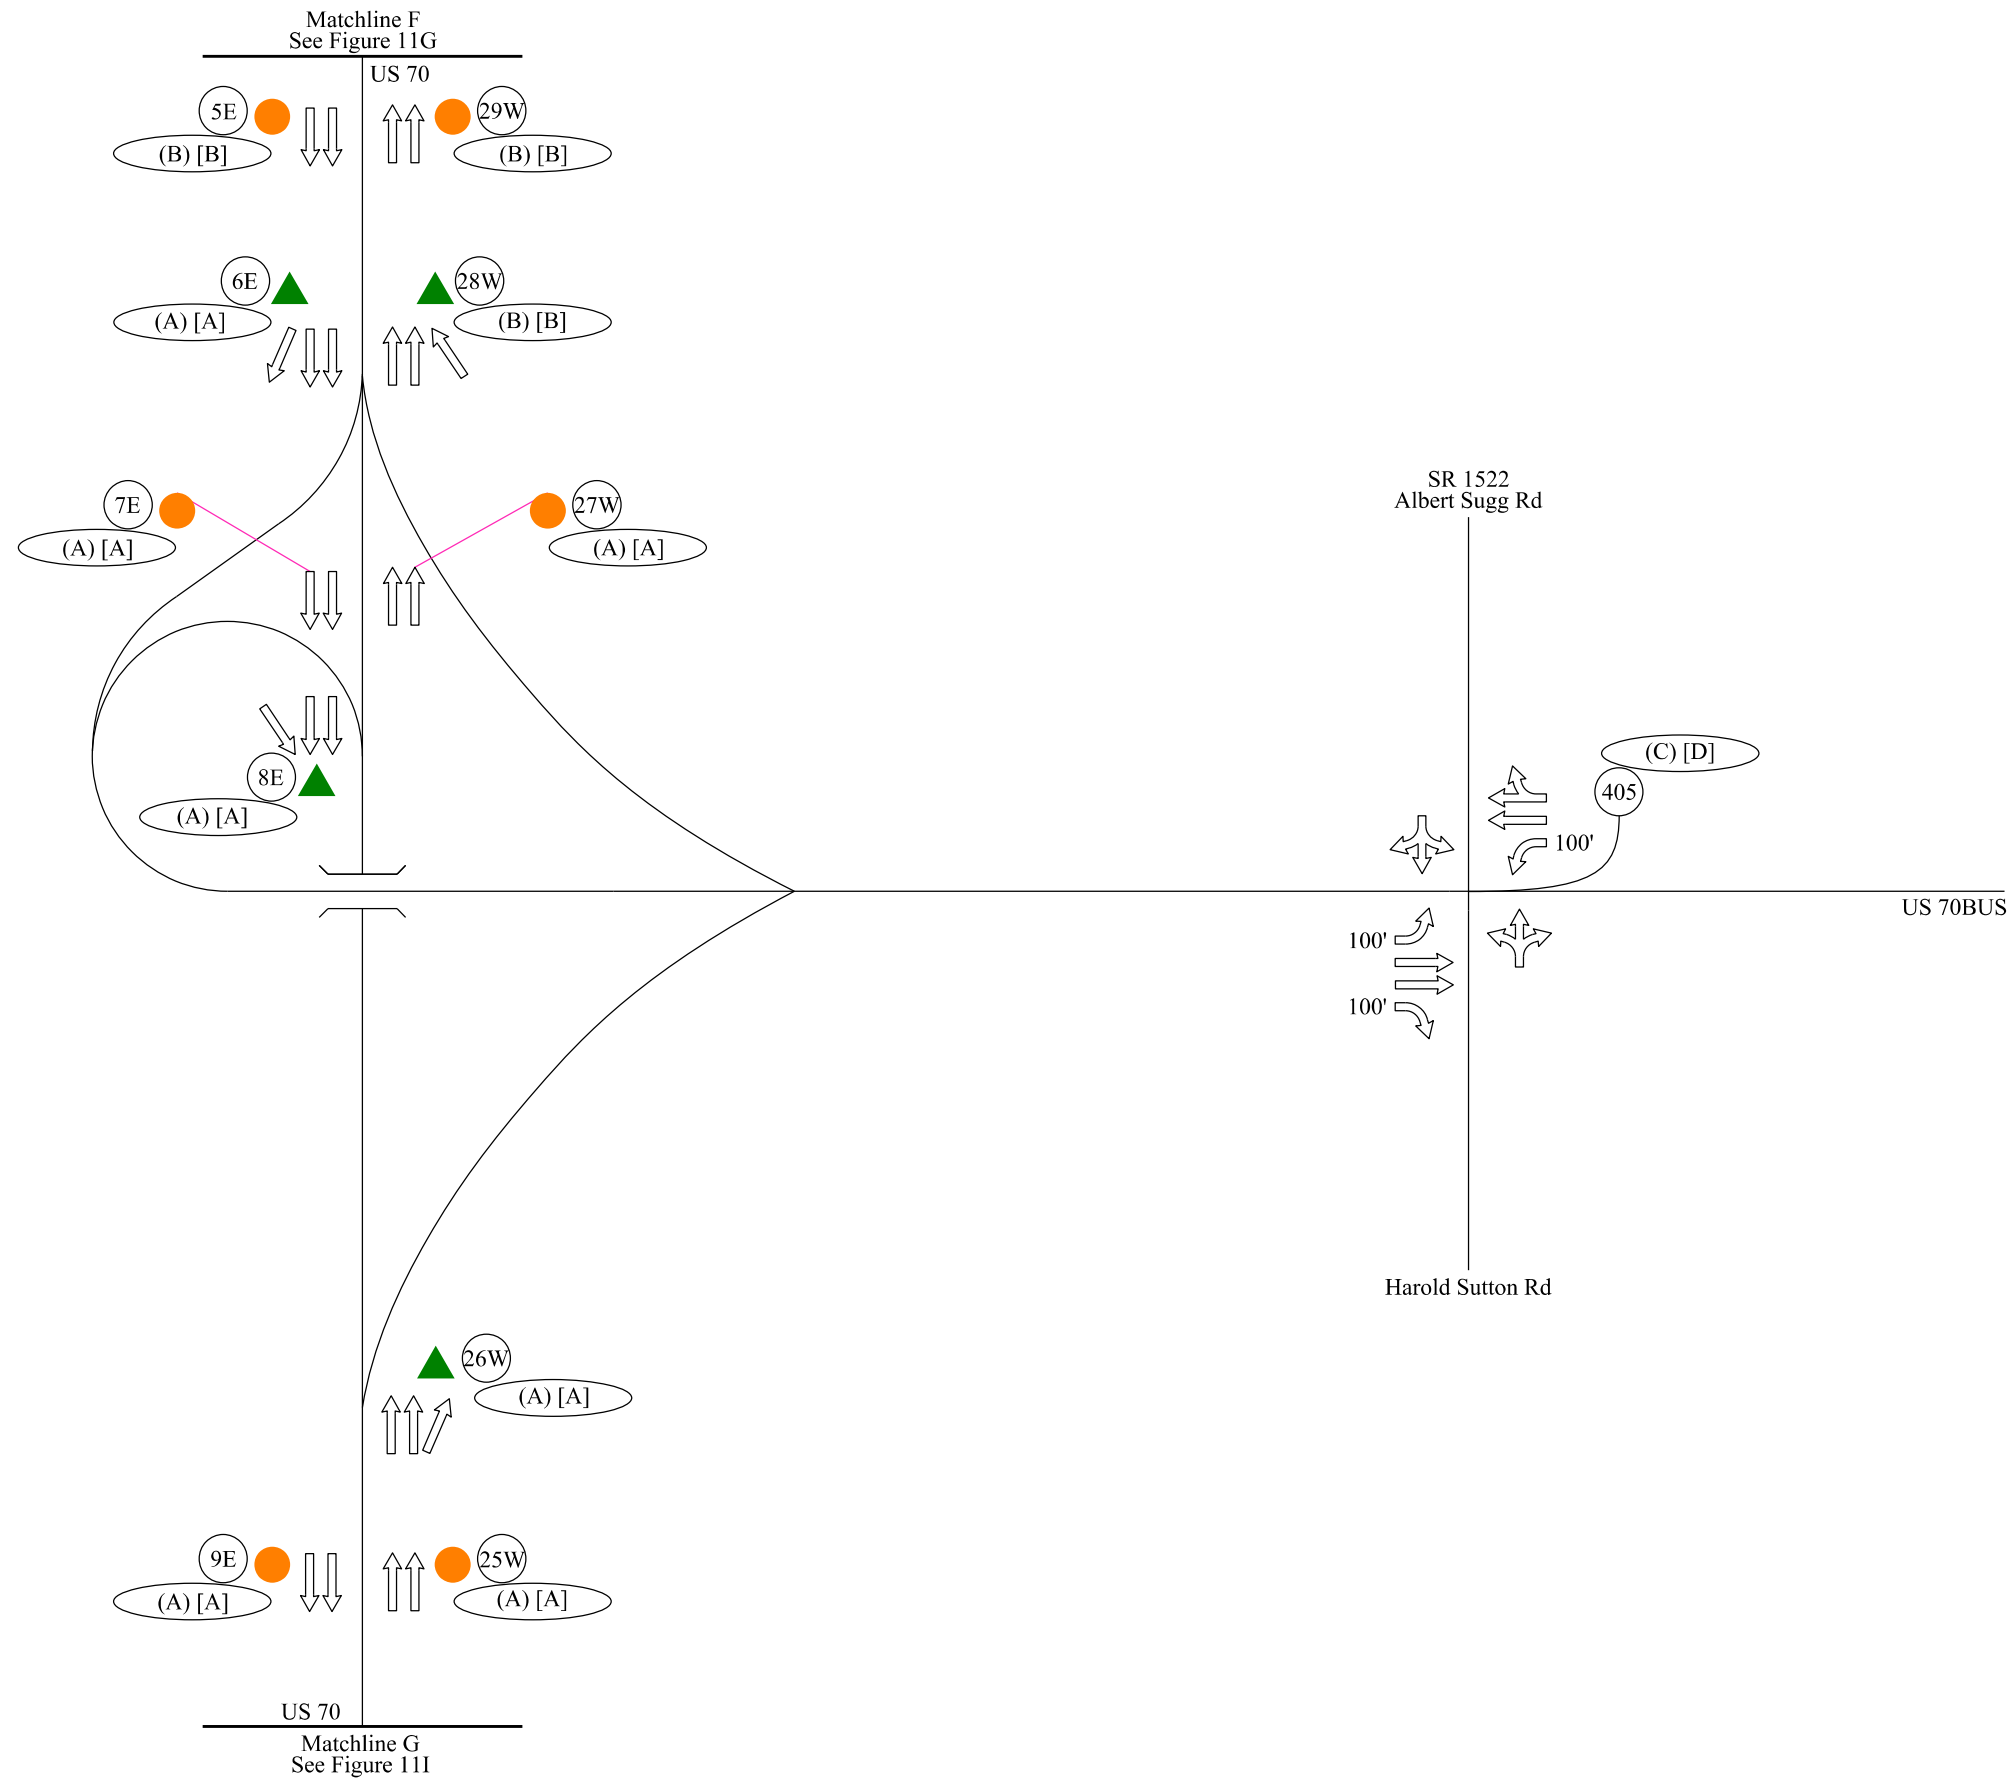 Matchline F
See Figure 11G
US 70
5E
29W
(B) [B]
(B) [B]
6E
28W
(A) [A]
(B) [B]
SR 1522
Albert Sugg Rd
7E
27W
(A) [A]
(A) [A]
(C) [D]
8E
405
(A) [A]
100'
US 70BUS
100'
100'
Harold Sutton Rd
26W
(A) [A]
9E
25W
(A) [A]
(A) [A]
US 70
Matchline G
See Figure 11I